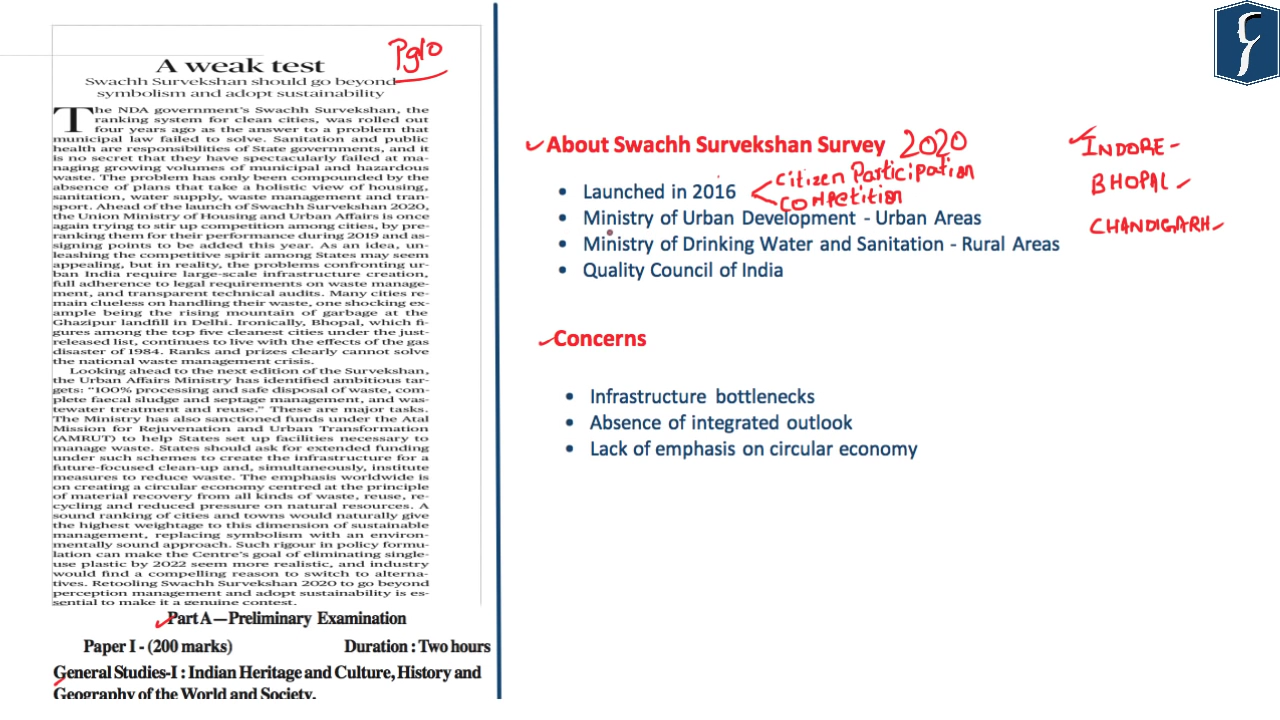 Pg10
A weak test
Swachh Survekshan should go beyond
symbolism and adopt sustainability
The NDA government's Swachh Survekshan, the
ranking system for clean cities, was rolled out
four years ago as the answer to a problem that
municipal law failed to solve. Sanitation and public
health are responsibilities of State governments, and it
is no secret that they have spectacularly failed at ma-
naging growing volumes of municipal and hazardous
waste. The problem has only been compounded by the
absence of plans that take a holistic view of housing,
sanitation, water supply, waste management and tran-
sport. Ahead of the launch of Swachh Survekshan 2020,
the Union Ministry of Housing and Urban Affairs is once
again trying to stir up competition among cities, by pre-
ranking them for their performance during 2019 and as-
signing points to be added this year. As an idea, un-
leashing the competitive spirit among States may seem
appealing, but in reality, the problems confronting ur-
ban India require large-scale infrastructure creation,
full adherence to legal requirements on waste manage-
ment, and transparent technical audits. Many cities re-
main clueless on handling their waste, one shocking ex-
ample being the rising mountain of garbage at the
Ghazipur landfill in Delhi. Ironically, Bhopal, which fi-
gures among the top five cleanest cities under the just-
released list, continues to live with the effects of the gas
disaster of 1984. Ranks and prizes clearly cannot solve
the national waste management crisis.
Looking ahead to the next edition of the Survekshan,
the Urban Affairs Ministry has identified ambitious tar-
gets: "100% processing and safe disposal of waste, com-
plete faecal sludge and septage management, and was-
tewater treatment and reuse." These are major tasks.
The Ministry has also sanctioned funds under the Atal
Mission for Rejuvenation and Urban Transformation
(AMRUT) to help States set up facilities necessary to
manage waste. States should ask for extended funding
under such schemes to create the infrastructure for a
future-focused clean-up and, simultaneously, institute
measures to reduce waste. The emphasis worldwide is
on creating a circular economy centred at the principle
of material recovery from all kinds of waste, reuse, re-
cycling and reduced pressure on natural resources. A
sound ranking of cities and towns would naturally give
the highest weightage to this dimension of sustainable
management, replacing symbolism with an environ-
mentally sound approach. Such rigour in policy formu-
lation can make the Centre's goal of eliminating single-
use plastic by 2022 seem more realistic, and industry
would find a compelling reason to switch to alterna-
tives. Retooling Swachh Survekshan 2020 to go beyond
perception management and adopt sustainability is es-
sential to make it a genuine contest.
Part A—Preliminary Examination
Paper I - (200 marks) Duration : Two hours
General Studies-I : Indian Heritage and Culture, History and
Geography of the World and Society.
About Swachh Survekshan Survey 2020
• Launched in 2016
Citizen Participation
Competition
• Ministry of Urban Development - Urban Areas
• Ministry of Drinking Water and Sanitation - Rural Areas
• Quality Council of India
Concerns
• Infrastructure bottlenecks
• Absence of integrated outlook
• Lack of emphasis on circular economy
INDORE -
BHOPAL
CHANDIGARH